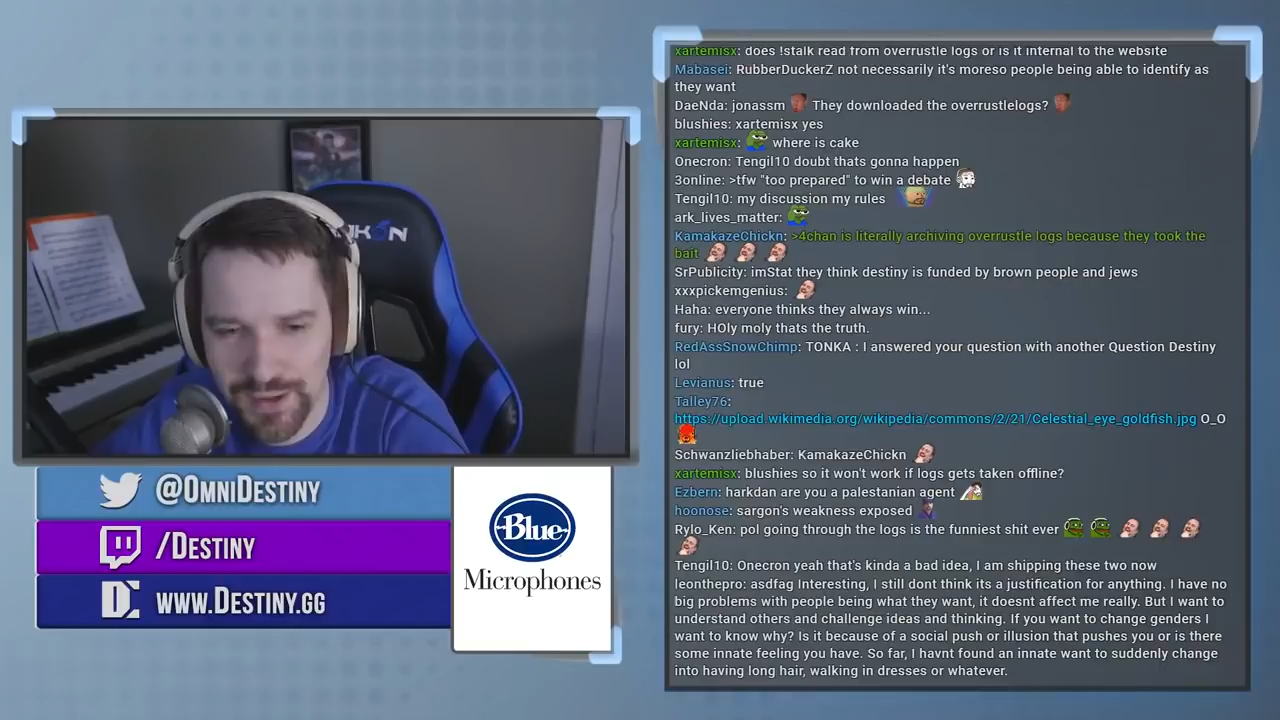 xartemisx: does !stalk read from overrustle logs or is it internal to the website
Mabasei: RubberDuckerZ not necessarily it's moreso people being able to identify as
they want
DaeNda: jonassm They downloaded the overrustlelogs?
blushies: xartemisx yes
xartemisx: where is cake
Onecron: Tengil10 doubt thats gonna happen
3online: >tfw "too prepared" to win a debate
Tengil10: my discussion my rules
ark_lives_matter:
KamakazeChickn: >4chan is literally archiving overrustle logs because they took the
bait
SrPublicity: imStat they think destiny is funded by brown people and jews
xxxpickemgenius:
Haha: everyone thinks they always win...
fury: HOly moly thats the truth.
RedAssSnowChimp: TONKA : I answered your question with another Question Destiny
lol
Levianus: true
Talley76:
https://upload.wikimedia.org/wikipedia/commons/2/21/Celestial_eye_goldfish.jpg O_O
Schwanzliebhaber: KamakazeChickn
xartemisx: blushies so it won't work if logs gets taken offline?
Ezbern: harkdan are you a palestanian agent
hoonose: sargon's weakness exposed
Rylo_Ken: pol going through the logs is the funniest shit ever
Tengil10: Onecron yeah that's kinda a bad idea, I am shipping these two now
leonthepro: asdfag Interesting, I still dont think its a justification for anything. I have no
big problems with people being what they want, it doesnt affect me really. But I want to
understand others and challenge ideas and thinking. If you want to change genders I
want to know why? Is it because of a social push or illusion that pushes you or is there
some innate feeling you have. So far, I havnt found an innate want to suddenly change
into having long hair, walking in dresses or whatever.
@OmniDestiny
/Destiny
www.Destiny.gg
Blue
Microphones